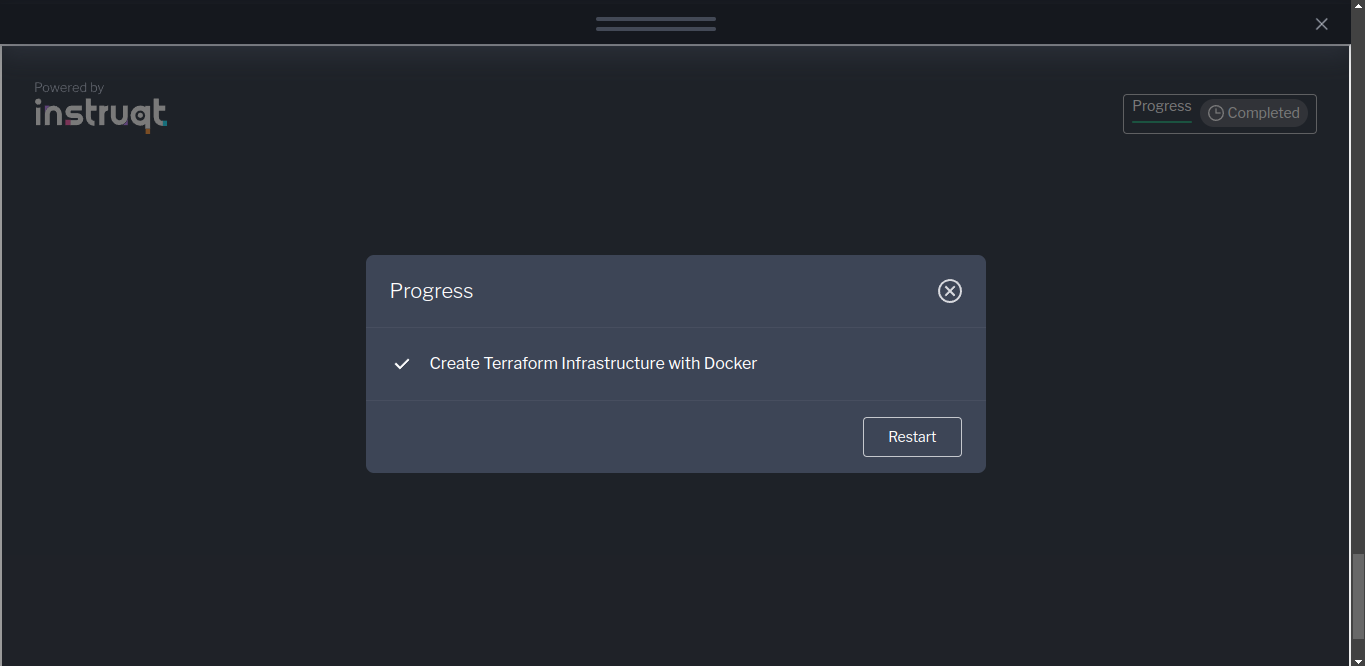 Powered by
instruqt
Progress
Completed
Progress
Create Terraform Infrastructure with Docker
Restart